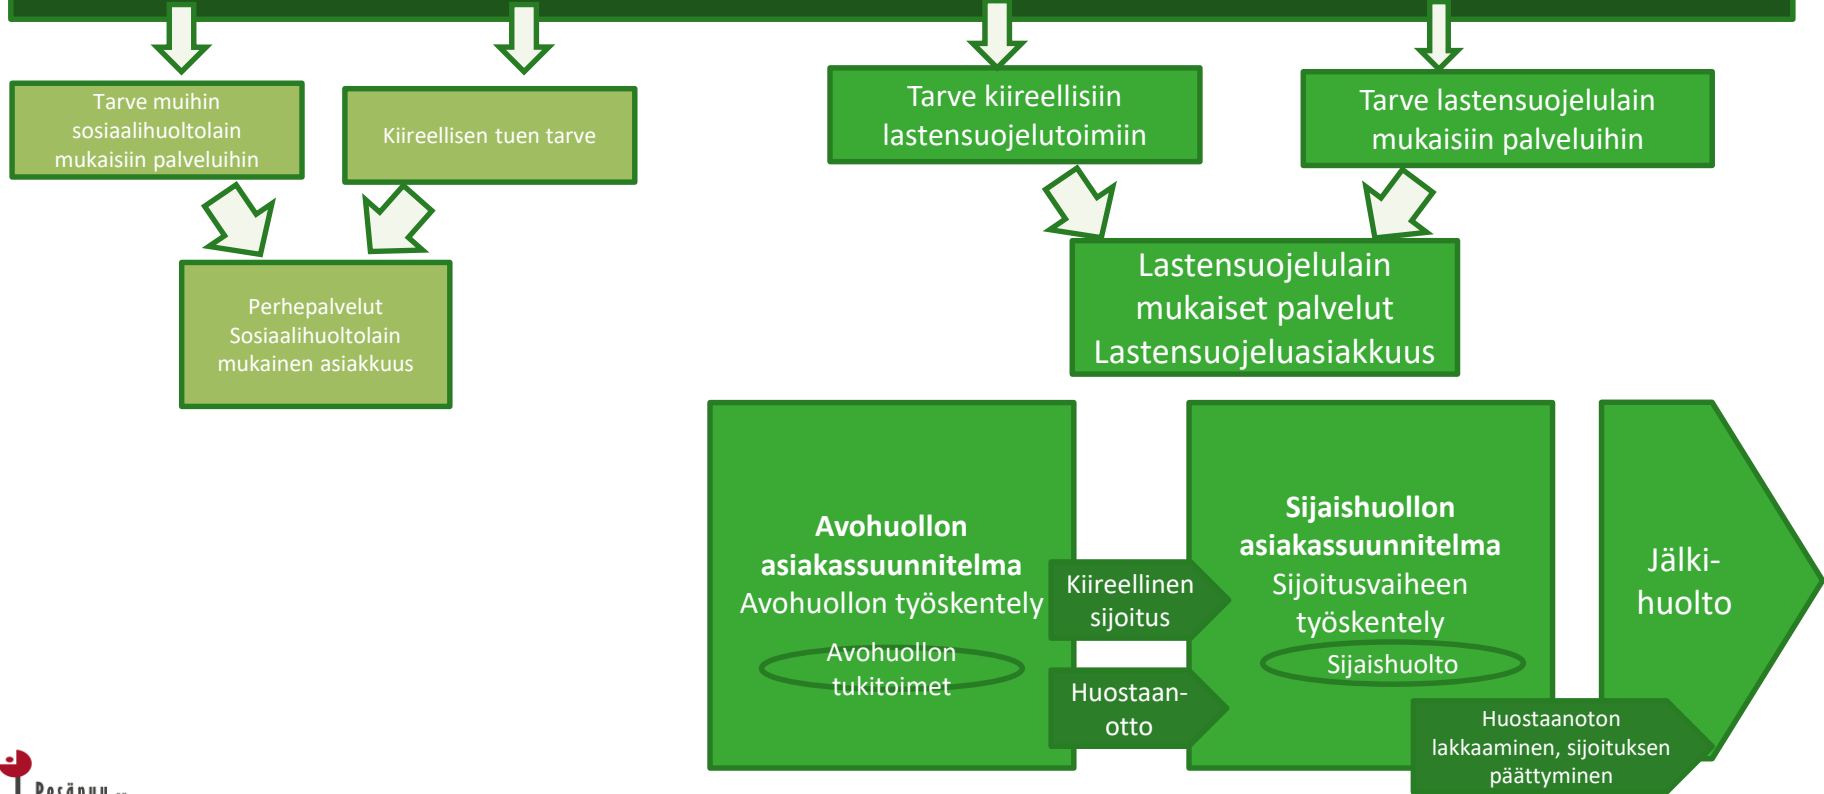 Tarve muihin
sosiaalihuoltolain
mukaisiin palveluihin
Kiireellisen tuen tarve
Tarve kiireellisiin
lastensuojelutoimiin
Tarve lastensuojelulain
mukaisiin palveluihin
Perhepalvelut
Sosiaalihuoltolain
mukainen asiakkuus
Lastensuojelulain
mukaiset palvelut
Lastensuojeluasiakkuus
Avohuollon
asiakassuunnitelma
Avohuollon työskentely
Avohuollon
tukitoimet
Kiireellinen
sijoitus
Huostaan-
otto
Sijaishuollon
asiakassuunnitelma
Sijoitusvaiheen
työskentely
Sijaishuolto
Jälki-
huolto
Huostaanoton
lakkaaminen, sijoituksen
päättyminen
Pesäpuu